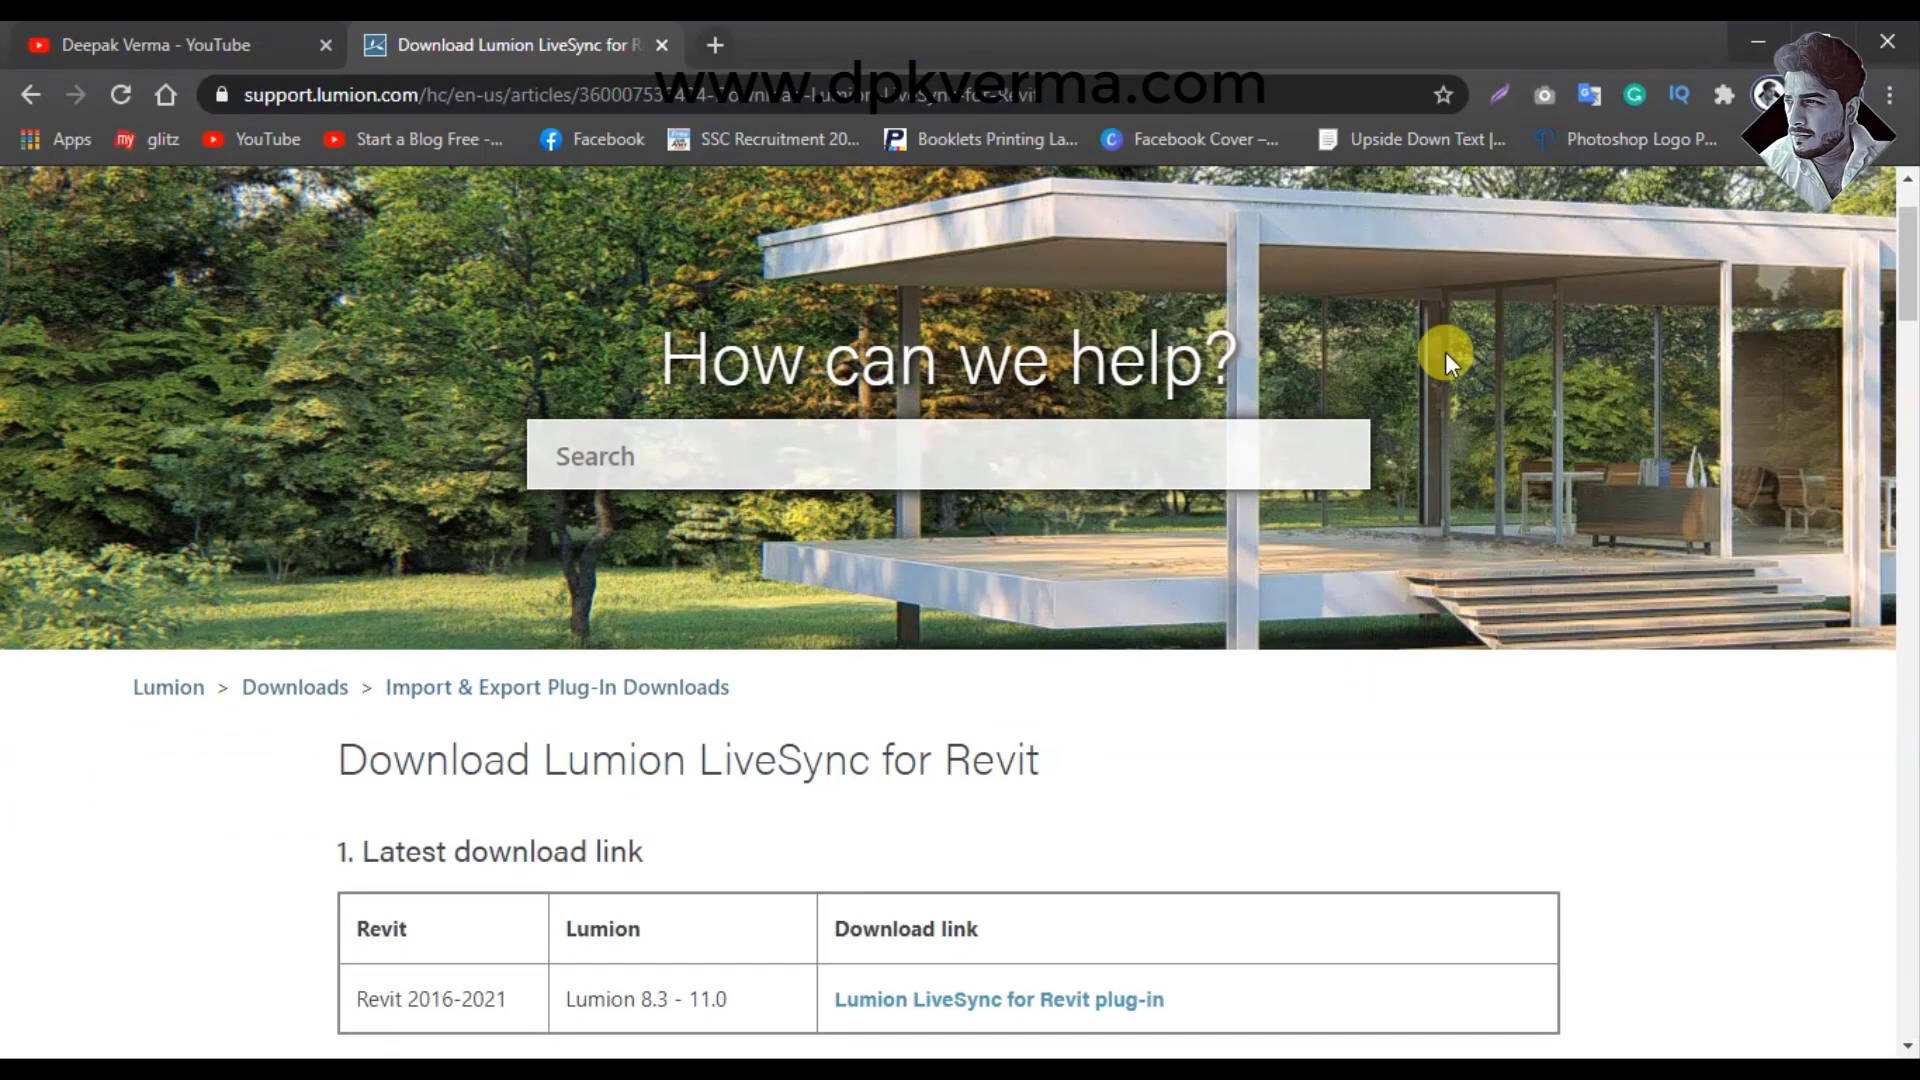 Deepak Verma - YouTube
Download Lumion LiveSync for R
www.dpkverma.com
support.lumion.com/hc/en-us/articles/360007538
Apps
my glitz
YouTube
Start a Blog Free -...
Facebook
SSC Recruitment 20...
Booklets Printing La...
Facebook Cover –...
Upside Down Text |...
Photoshop Logo P...
How can we help?
Search
Lumion > Downloads > Import & Export Plug-In Downloads
Download Lumion LiveSync for Revit
1. Latest download link
Revit Lumion Download link
Revit 2016-2021 Lumion 8.3 - 11.0 Lumion LiveSync for Revit plug-in